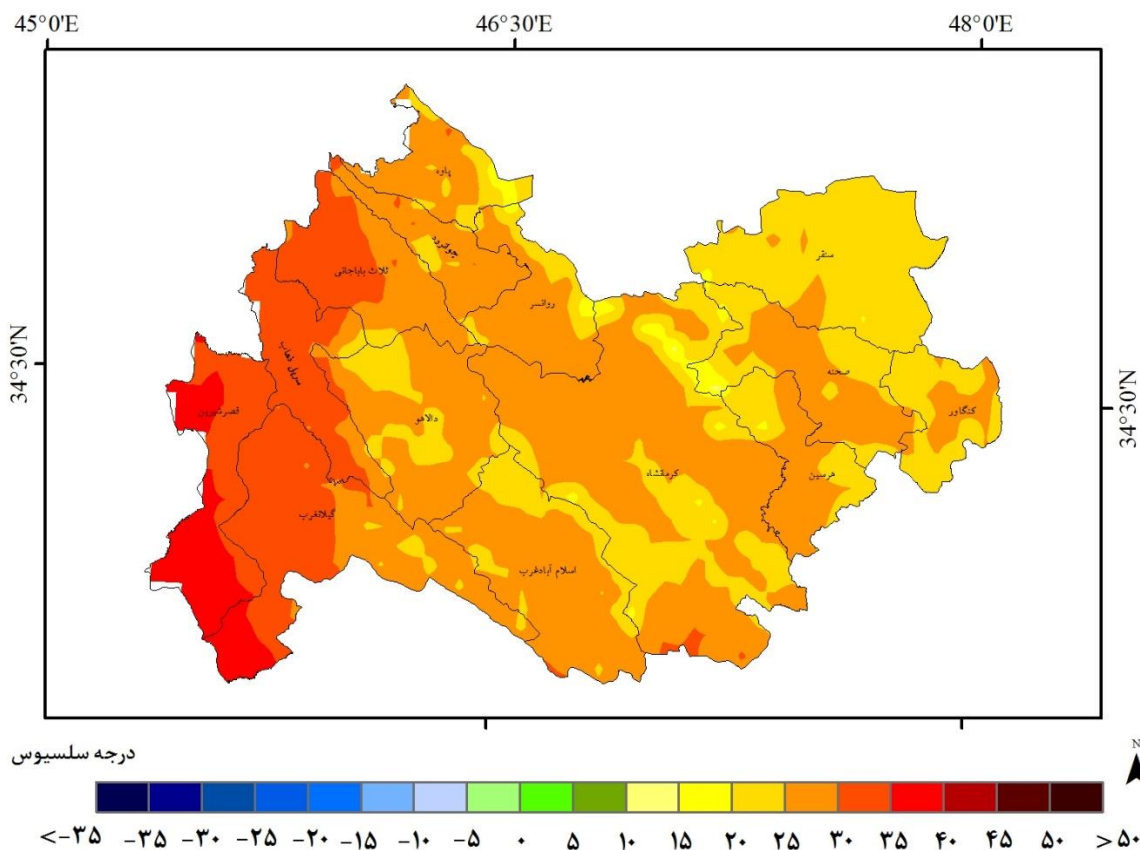 45°0'E 46°30'E 48°0'E
پاوه
جوانرود
سنقر
ثلاث باباجانی
روانسر
34°30'N
سرپل ذهاب
صحنه
قصرشیرین
دالاهو
کنگاور
34°30'N
کرمانشاه
هرسین
گیلانغرب
اسلام آبادغرب
درجه سلسیوس
N
<-۳۵ -۳۵ -۳۰ -۲۵ -۲۰ -۱۵ -۱۰ -۵ ۰ ۵ ۱۰ ۱۵ ۲۰ ۲۵ ۳۰ ۳۵ ۴۰ ۴۵ ۵۰ >۵۰